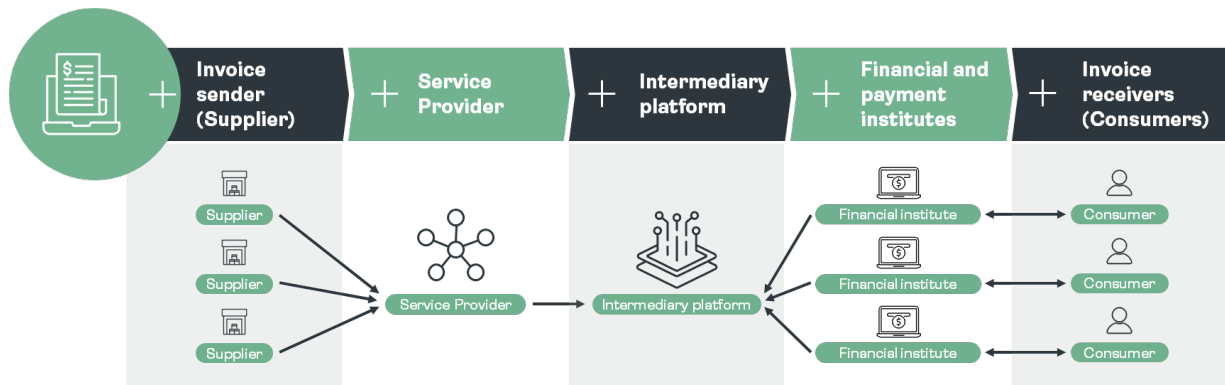 Invoice
sender
(Supplier)
Service
Provider
Intermediary
platform
Financial and
payment
institutes
Invoice
receivers
(Consumers)
Supplier
Financial institute
Consumer
Supplier
Financial institute
Consumer
Service Provider
Intermediary platform
Supplier
Financial institute
Consumer